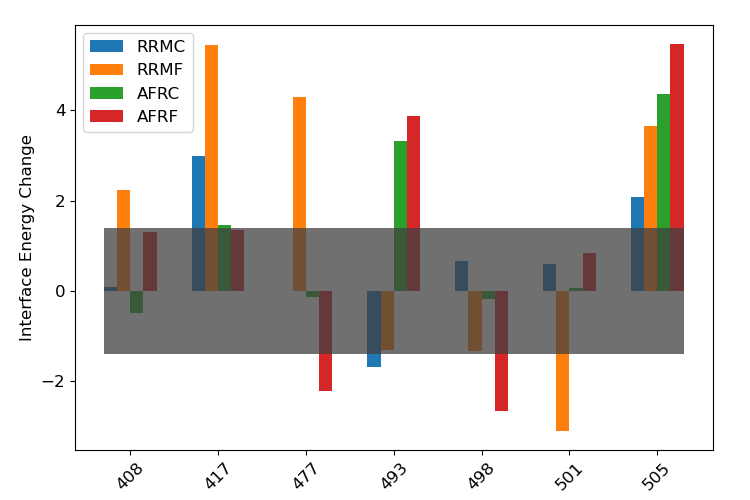 RRMC
RRMF
AFRC
AFRF
Interface Energy Change
4
2
0
−2
408
417
477
493
498
501
505